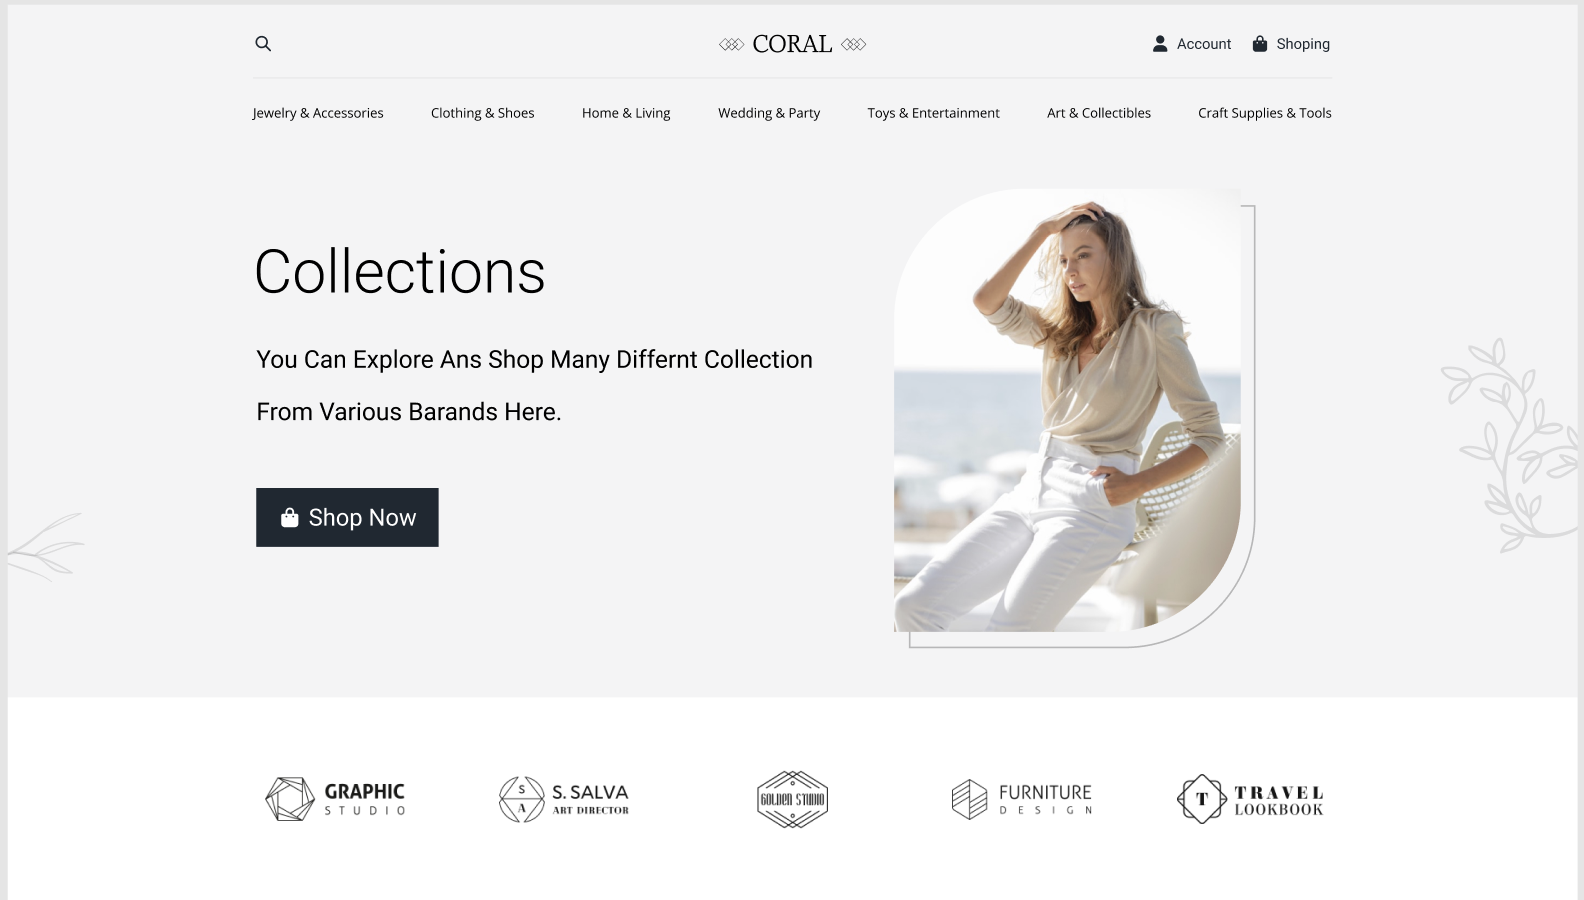 CORAL
Account
Shoping
Jewelry & Accessories
Clothing & Shoes
Home & Living
Wedding & Party
Toys & Entertainment
Art & Collectibles
Craft Supplies & Tools
Collections
You Can Explore Ans Shop Many Differnt Collection
From Various Barands Here.
Shop Now
GRAPHIC
STUDIO
S
A
S. SALVA
ART DIRECTOR
GOLDEN STUDIO
FURNITURE
DESIGN
T
TRAVEL
LOOKBOOK